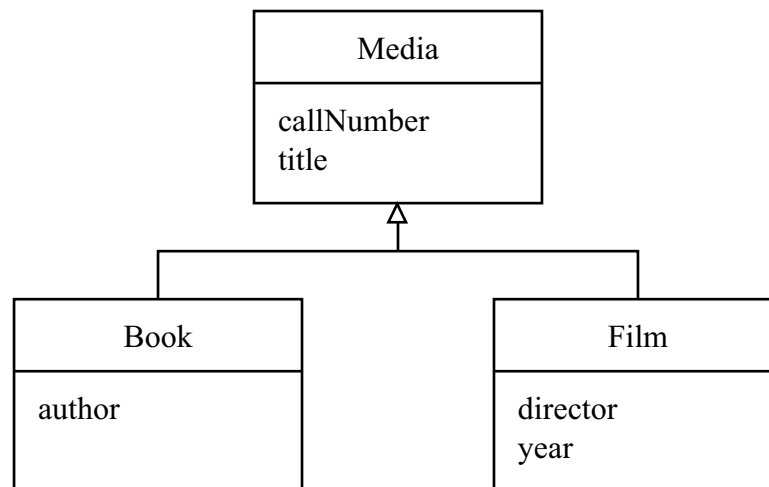 Media
callNumber
title
Book
author
Film
director
year